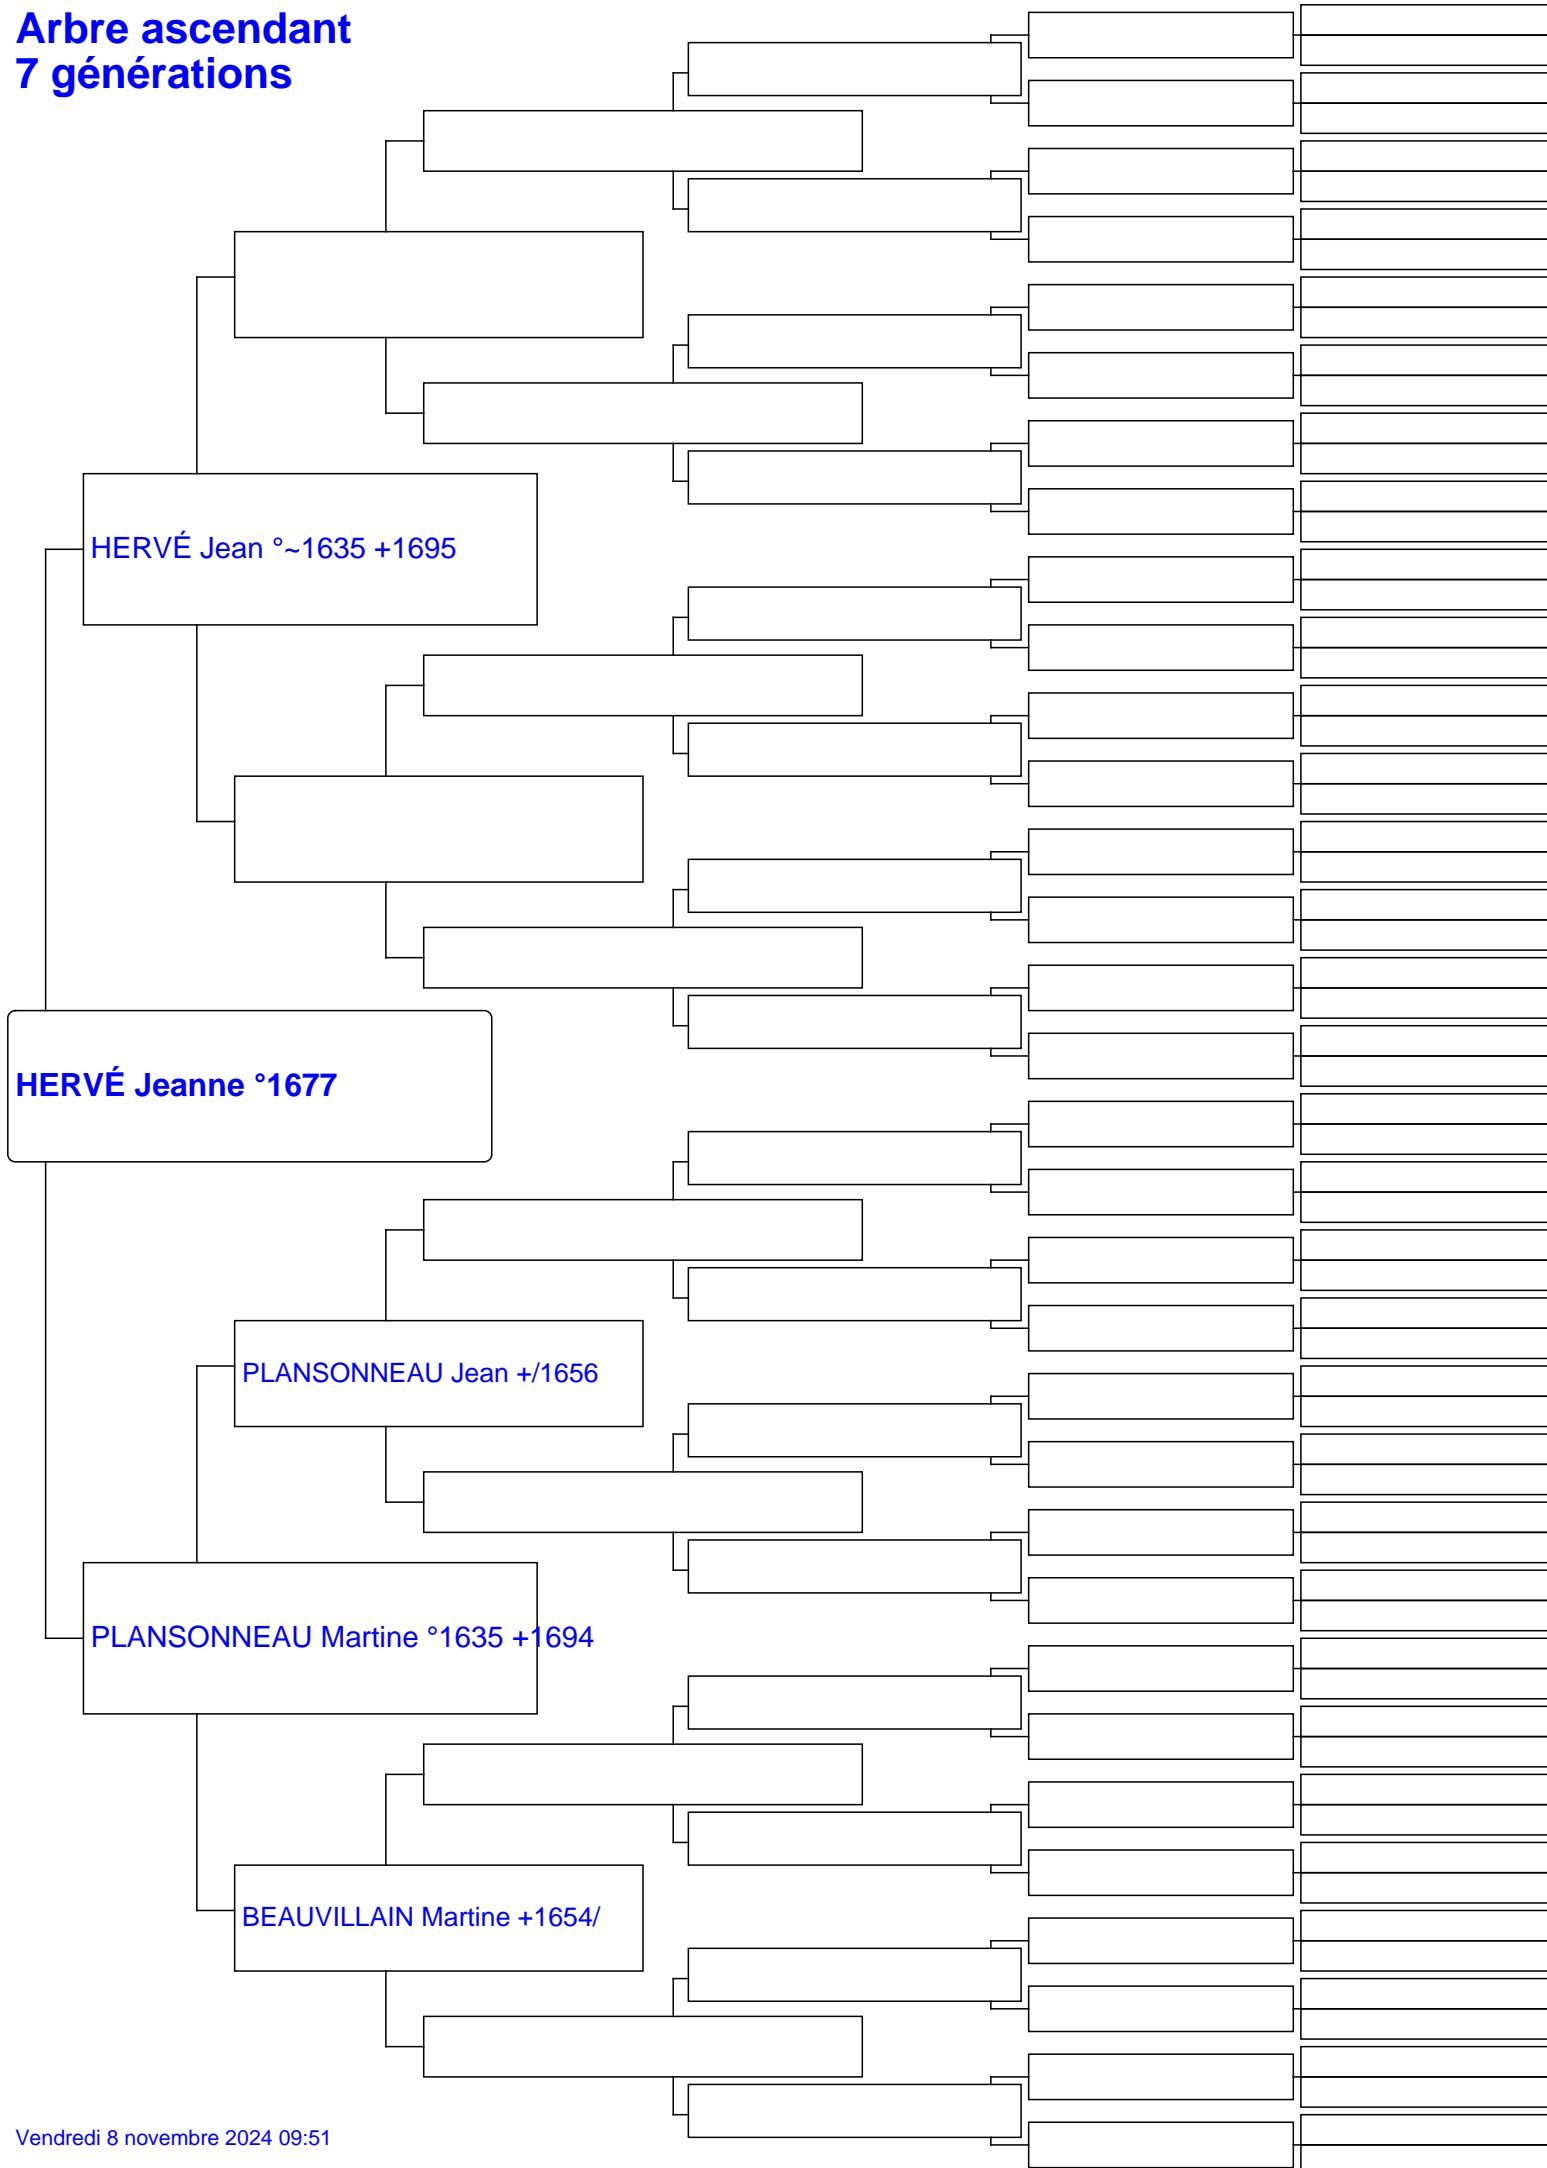 Arbre ascendant
7 générations
HERVÉ Jean °~1635 +1695
HERVÉ Jeanne °1677
PLANSONNEAU Jean +/1656
PLANSONNEAU Martine °1635 +1694
BEAUVILLAIN Martine +1654/
Vendredi 8 novembre 2024 09:51